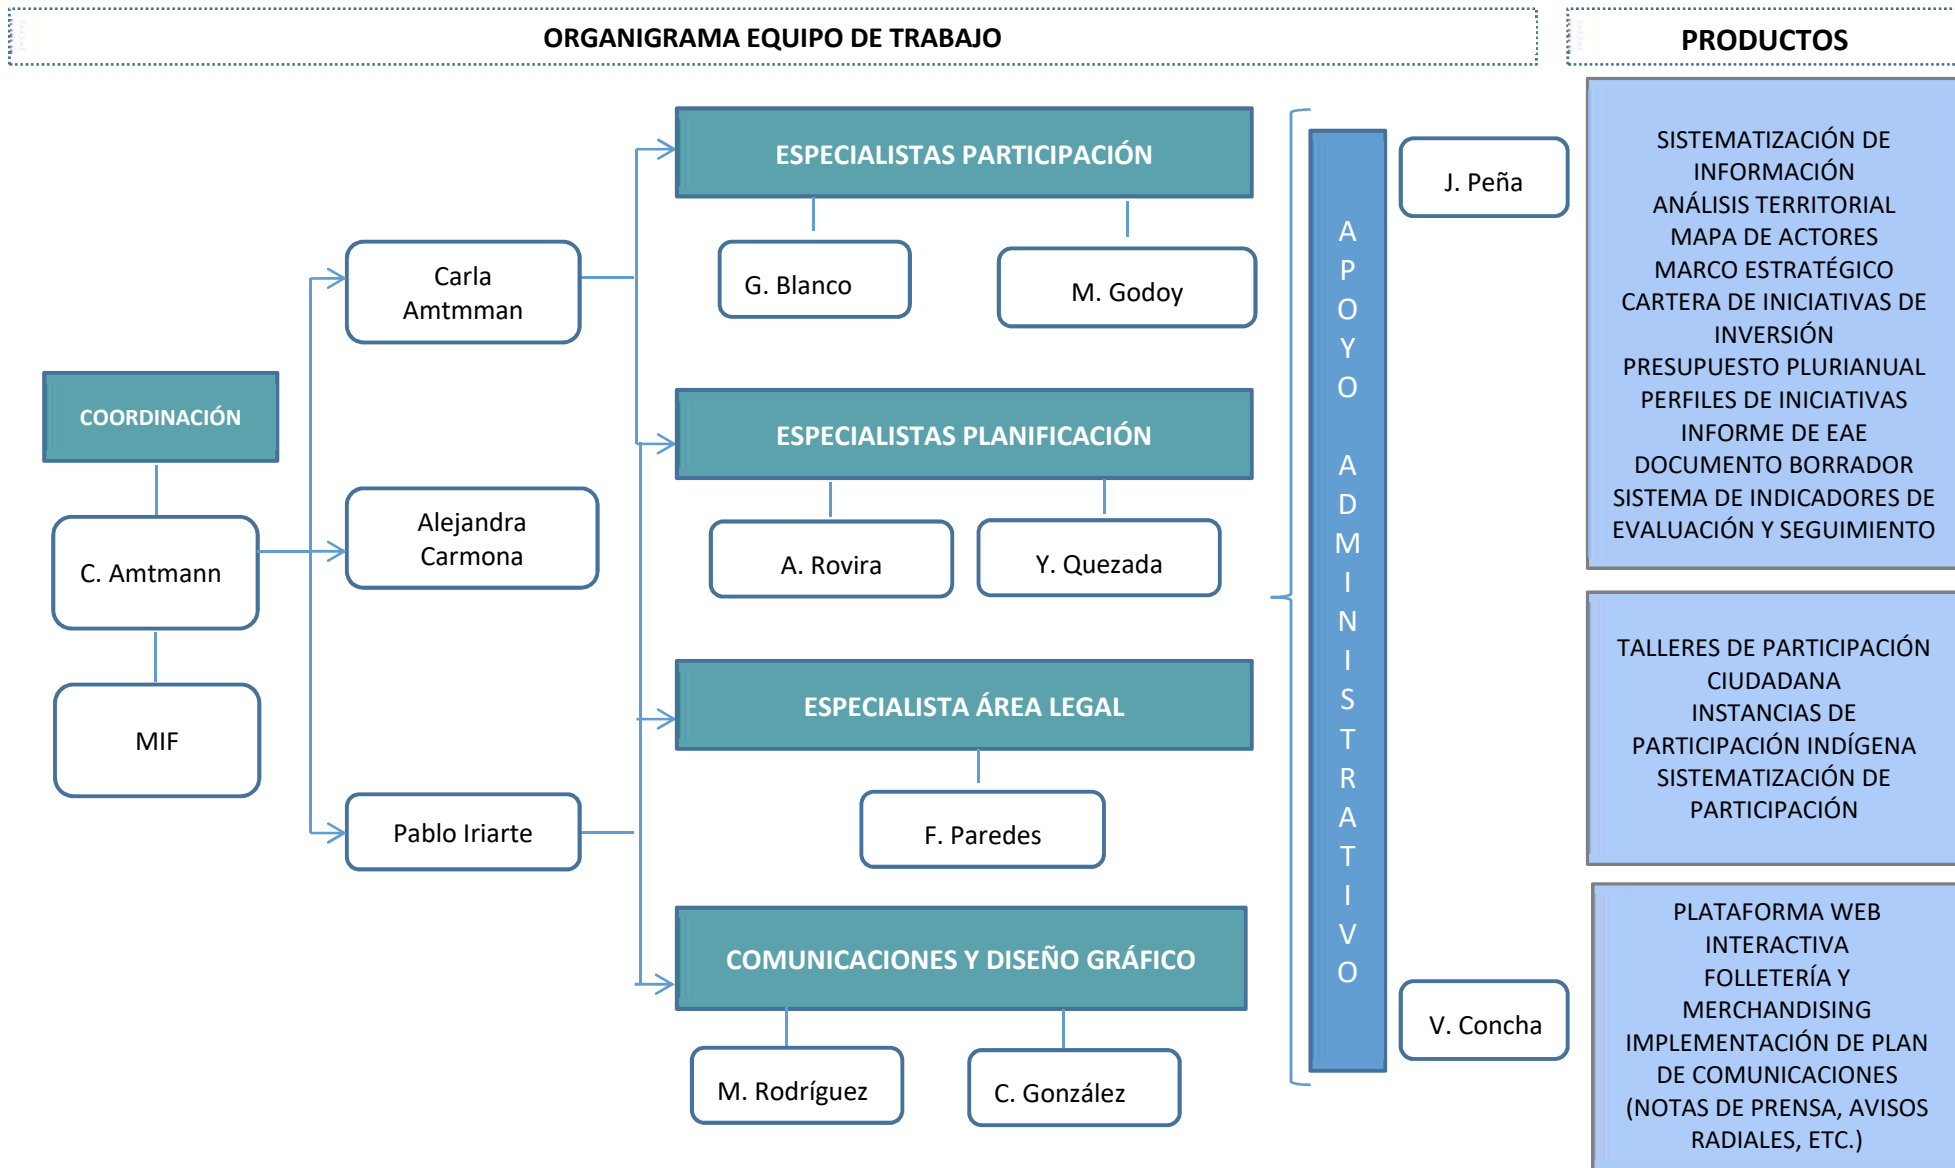 ORGANIGRAMA EQUIPO DE TRABAJO
PRODUCTOS
COORDINACIÓN
C. Amtmann
MIF
Carla
Amtmman
Alejandra
Carmona
Pablo Iriarte
ESPECIALISTAS PARTICIPACIÓN
G. Blanco
M. Godoy
ESPECIALISTAS PLANIFICACIÓN
A. Rovira
Y. Quezada
ESPECIALISTA ÁREA LEGAL
F. Paredes
COMUNICACIONES Y DISEÑO GRÁFICO
M. Rodríguez
C. González
APOYO ADMINISTRATIVO
J. Peña
V. Concha
SISTEMATIZACIÓN DE
INFORMACIÓN
ANÁLISIS TERRITORIAL
MAPA DE ACTORES
MARCO ESTRATÉGICO
CARTERA DE INICIATIVAS DE
INVERSIÓN
PRESUPUESTO PLURIANUAL
PERFILES DE INICIATIVAS
INFORME DE EAE
DOCUMENTO BORRADOR
SISTEMA DE INDICADORES DE
EVALUACIÓN Y SEGUIMIENTO
TALLERES DE PARTICIPACIÓN
CIUDADANA
INSTANCIAS DE
PARTICIPACIÓN INDÍGENA
SISTEMATIZACIÓN DE
PARTICIPACIÓN
PLATAFORMA WEB
INTERACTIVA
FOLLETERÍA Y
MERCHANDISING
IMPLEMENTACIÓN DE PLAN
DE COMUNICACIONES
(NOTAS DE PRENSA, AVISOS
RADIALES, ETC.)